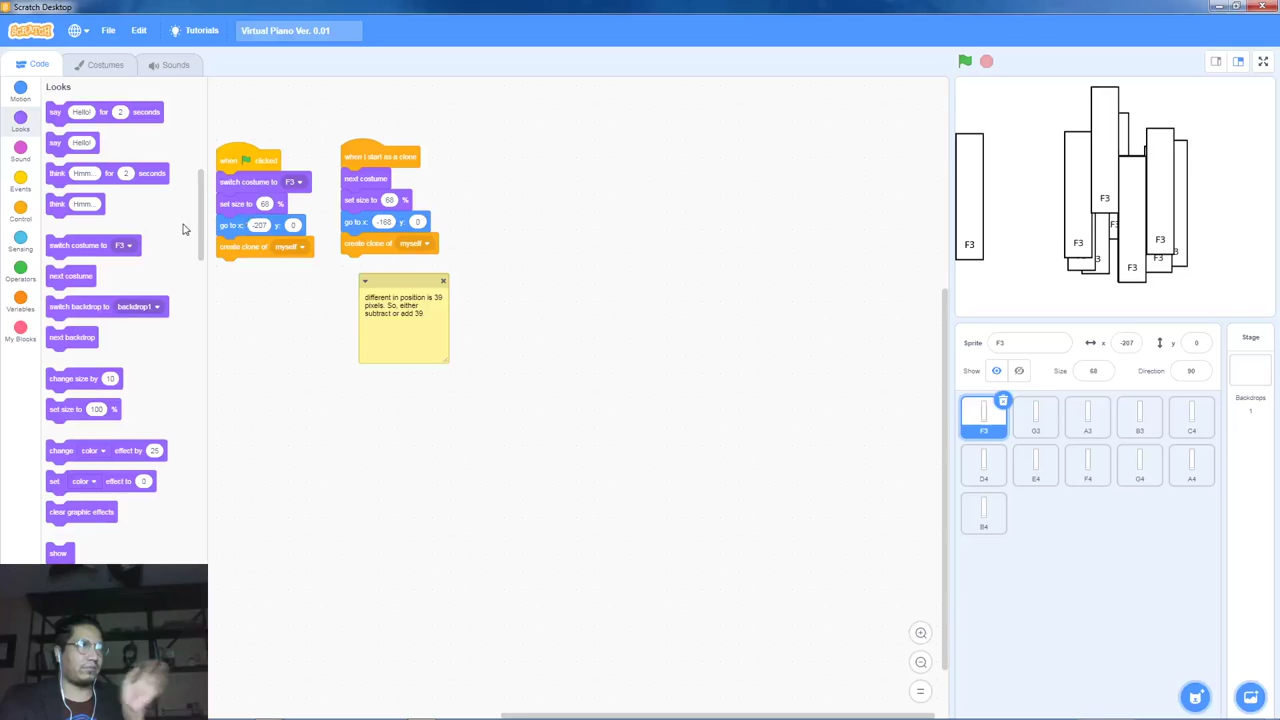 Scratch Desktop
SCRATCH
File
Edit
Tutorials
Virtual Piano Ver. 0.01
Code
Costumes
Sounds
Motion
Looks
Sound
Events
Control
Sensing
Operators
Variables
My Blocks
Looks
say Hello! for 2 seconds
say Hello!
think Hmm... for 2 seconds
think Hmm...
switch costume to F3
next costume
switch backdrop to backdrop1
next backdrop
change size by 10
set size to 100 %
change color effect by 25
set color effect to 0
clear graphic effects
show
when clicked
switch costume to F3
set size to 68 %
go to x: -207 y: 0
create clone of myself
when I start as a clone
next costume
set size to 68 %
go to x: -168 y: 0
create clone of myself
different in position is 39
pixels. So, either
subtract or add 39
F3
F3
F3
F3
F3
Sprite F3 x -207 y 0
Show Size 68 Direction 90
F3 G3 A3 B3 C4
D4 E4 F4 G4 A4
B4
Stage
Backdrops
1